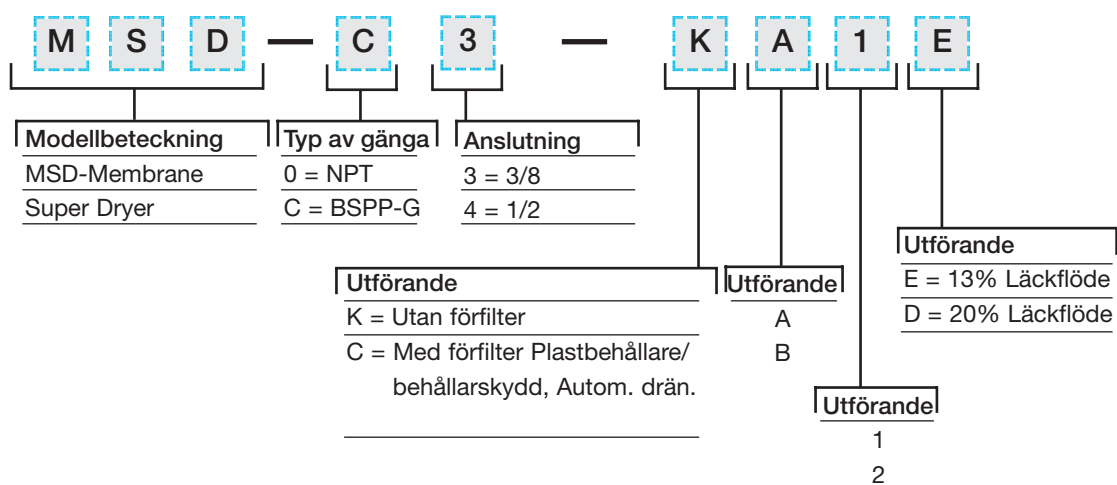 M S D — C 3 — K A 1 E
Modellbeteckning
MSD-Membrane
Super Dryer
Typ av gänga
0 = NPT
C = BSPP-G
Anslutning
3 = 3/8
4 = 1/2
Utförande
K = Utan förfilter
C = Med förfilter Plastbehållare/
behållarskydd, Autom. drän.
Utförande
A
B
Utförande
1
2
Utförande
E = 13% Läckflöde
D = 20% Läckflöde